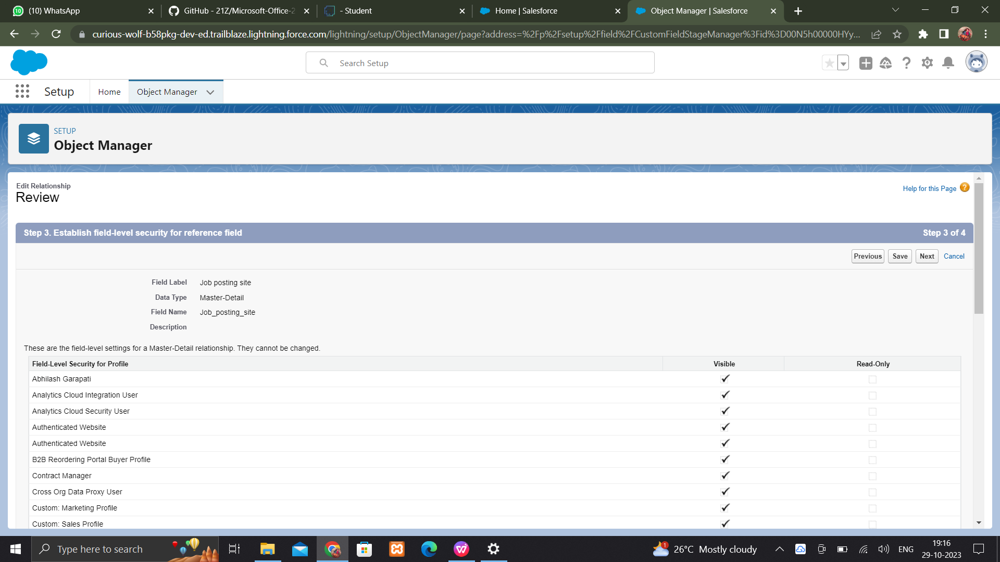 (10) WhatsApp
GitHub - 21Z/Microsoft-Office-2
- Student
Home | Salesforce
Object Manager | Salesforce
curious-wolf-b58pkg-dev-ed.trailblaze.lightning.force.com/lightning/setup/ObjectManager/page?address=%2Fp%2Fsetup%2Ffield%2FCustomFieldStageManager%3Fid%3D00N5h00000HYy...
Search Setup
Setup
Home
Object Manager
SETUP
Object Manager
Edit Relationship
Review
Help for this Page
Step 3. Establish field-level security for reference field
Step 3 of 4
Previous Save Next Cancel
Field Label Job posting site
Data Type Master-Detail
Field Name Job_posting_site
Description
These are the field-level settings for a Master-Detail relationship. They cannot be changed.
Field-Level Security for Profile Visible Read-Only
Abhilash Garapati
Analytics Cloud Integration User
Analytics Cloud Security User
Authenticated Website
Authenticated Website
B2B Reordering Portal Buyer Profile
Contract Manager
Cross Org Data Proxy User
Custom: Marketing Profile
Custom: Sales Profile
Type here to search
1
26°C Mostly cloudy
ENG
19:16
29-10-2023